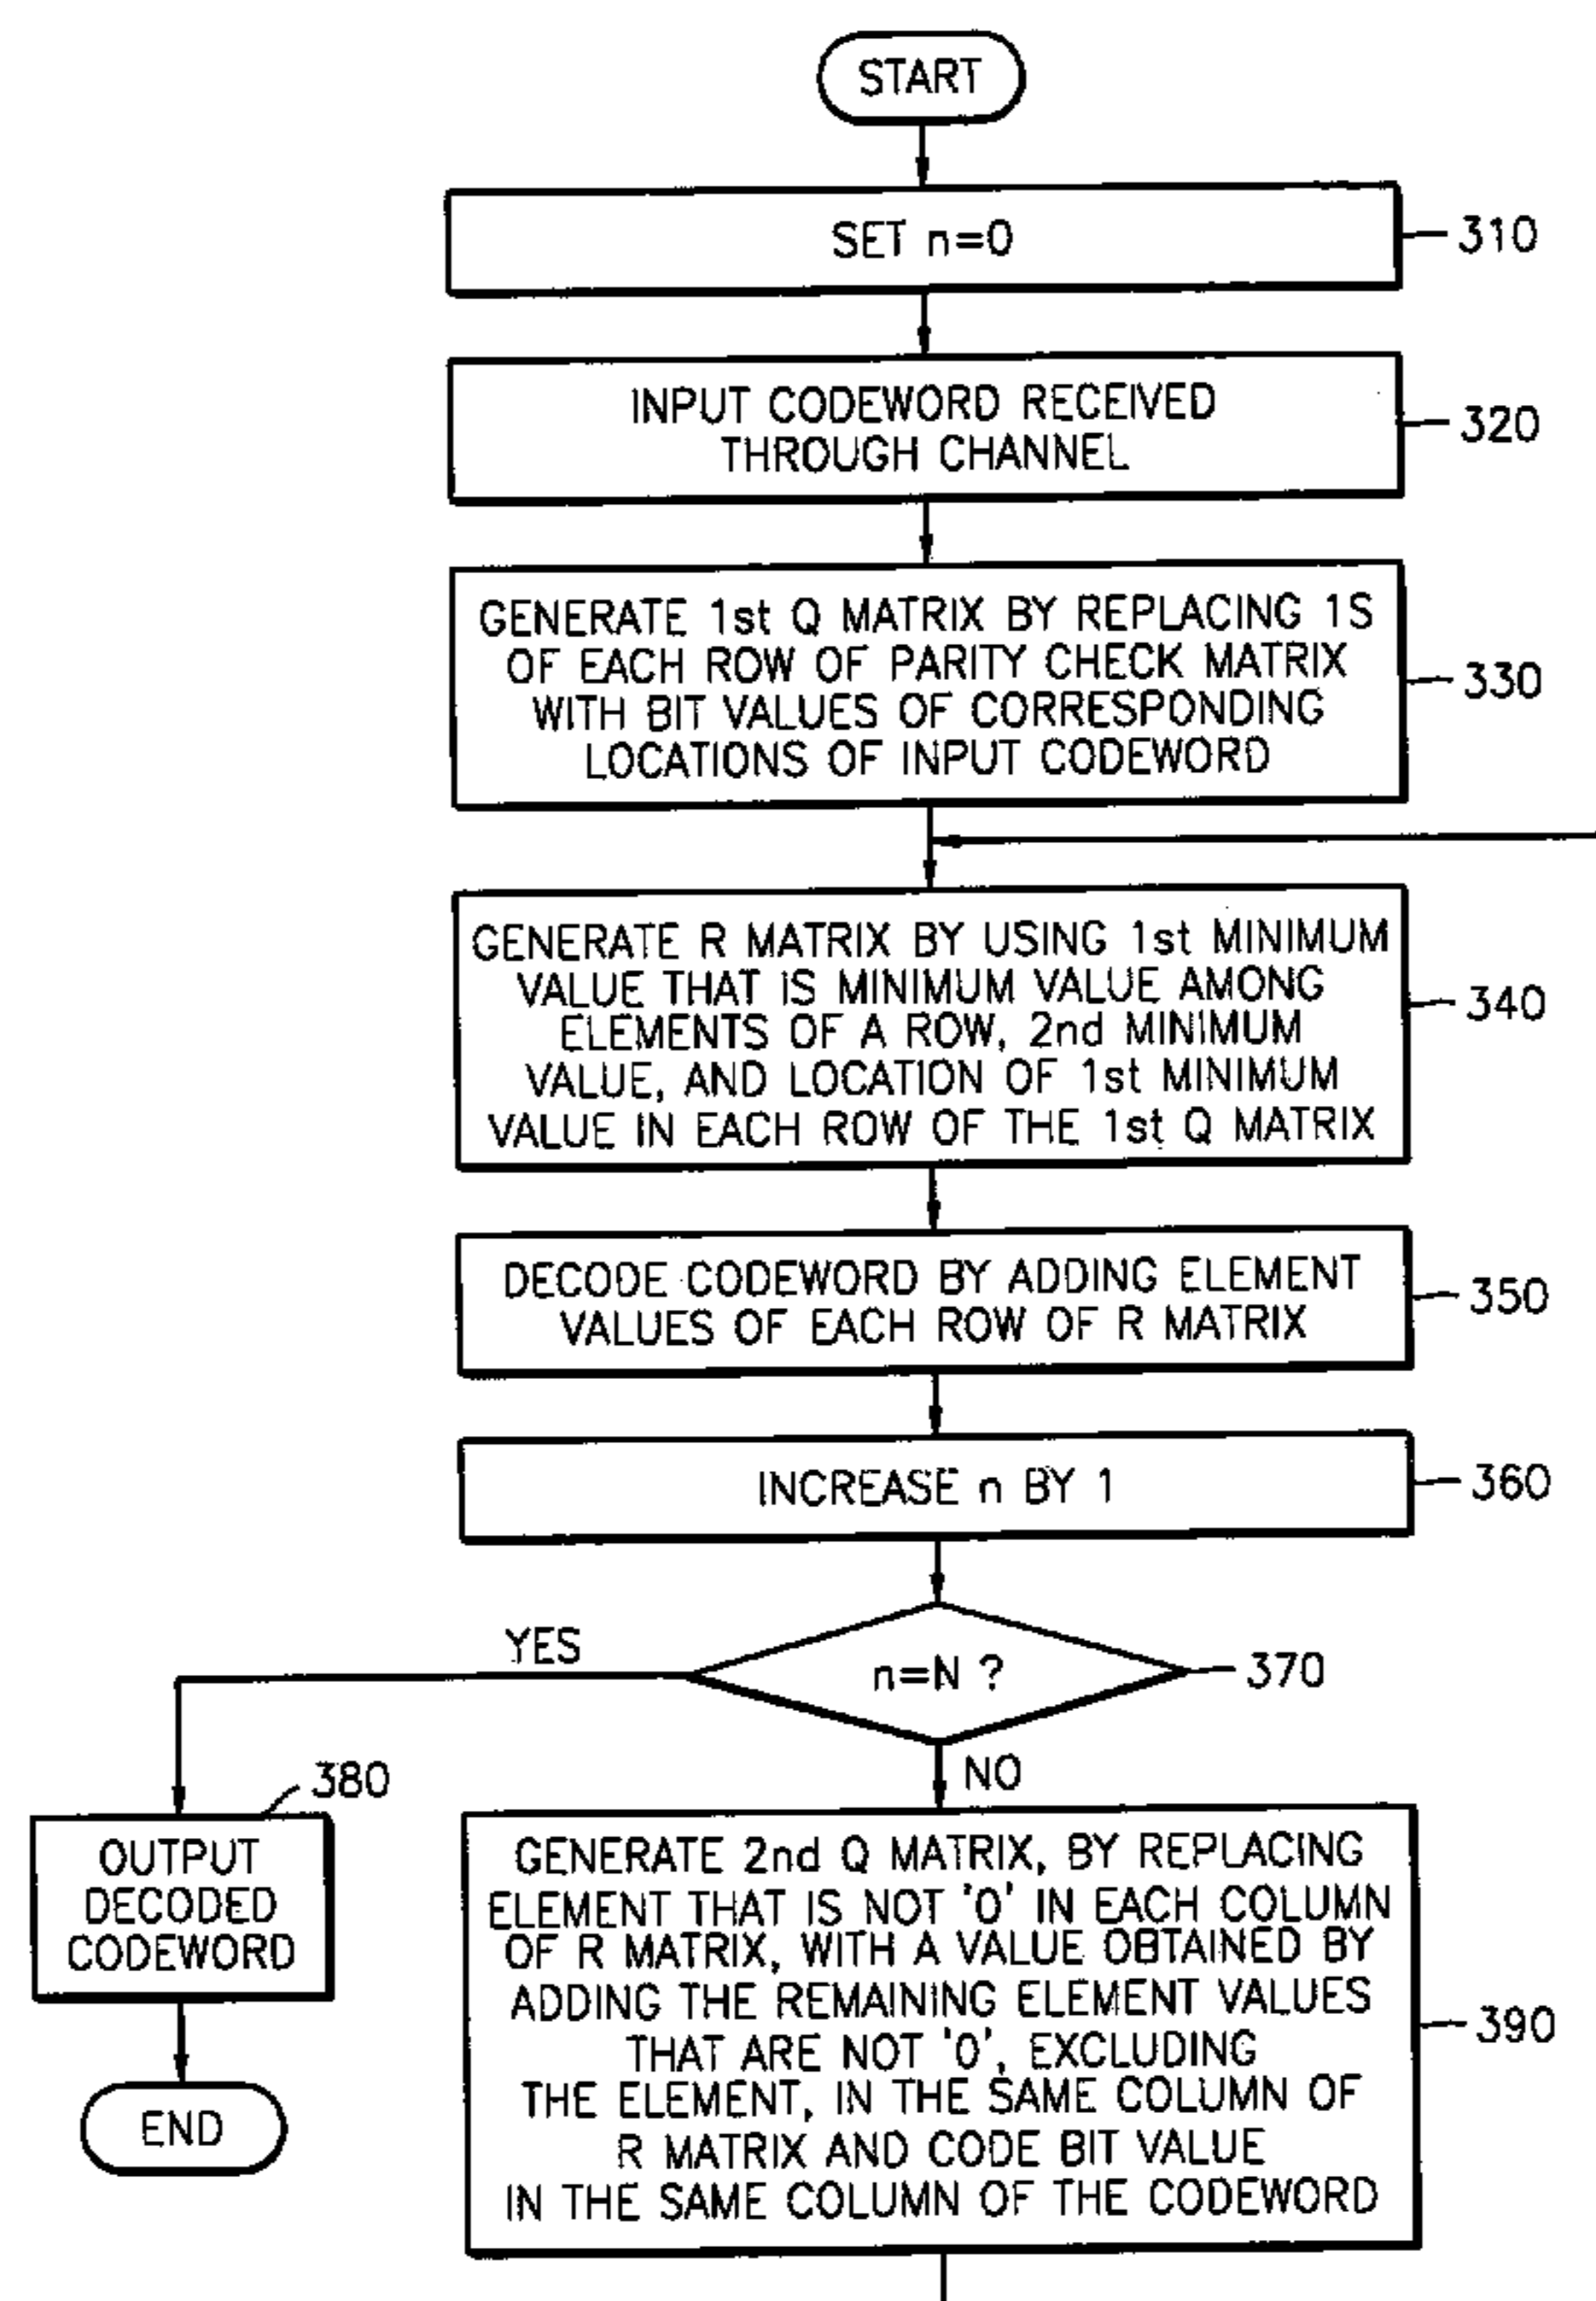 START
SET n=0
310
INPUT CODEWORD RECEIVED
THROUGH CHANNEL
320
GENERATE 1st Q MATRIX BY REPLACING 1S
OF EACH ROW OF PARITY CHECK MATRIX
WITH BIT VALUES OF CORRESPONDING
LOCATIONS OF INPUT CODEWORD
330
GENERATE R MATRIX BY USING 1st MINIMUM
VALUE THAT IS MINIMUM VALUE AMONG
ELEMENTS OF A ROW, 2nd MINIMUM
VALUE, AND LOCATION OF 1st MINIMUM
VALUE IN EACH ROW OF THE 1st Q MATRIX
340
DECODE CODEWORD BY ADDING ELEMENT
VALUES OF EACH ROW OF R MATRIX
350
INCREASE n BY 1
360
YES
n=N ?
370
NO
380
OUTPUT
DECODED
CODEWORD
END
GENERATE 2nd Q MATRIX, BY REPLACING
ELEMENT THAT IS NOT '0' IN EACH COLUMN
OF R MATRIX, WITH A VALUE OBTAINED BY
ADDING THE REMAINING ELEMENT VALUES
THAT ARE NOT '0', EXCLUDING
THE ELEMENT, IN THE SAME COLUMN OF
R MATRIX AND CODE BIT VALUE
IN THE SAME COLUMN OF THE CODEWORD
390